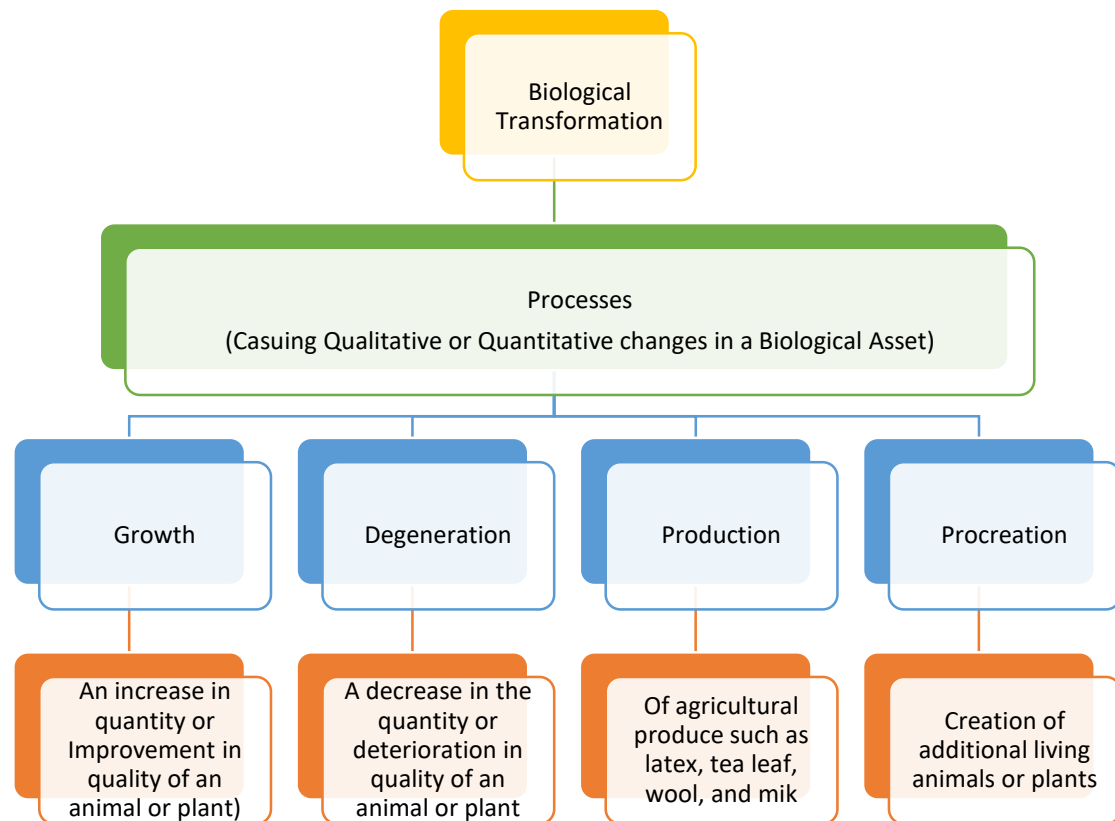 Biological
Transformation
Processes
(Casuing Qualitative or Quantitative changes in a Biological Asset)
Growth
Degeneration
Production
Procreation
An increase in
quantity or
Improvement in
quality of an
animal or plant)
A decrease in the
quantity or
deterioration in
quality of an
animal or plant
Of agricultural
produce such as
latex, tea leaf,
wool, and mik
Creation of
additional living
animals or plants